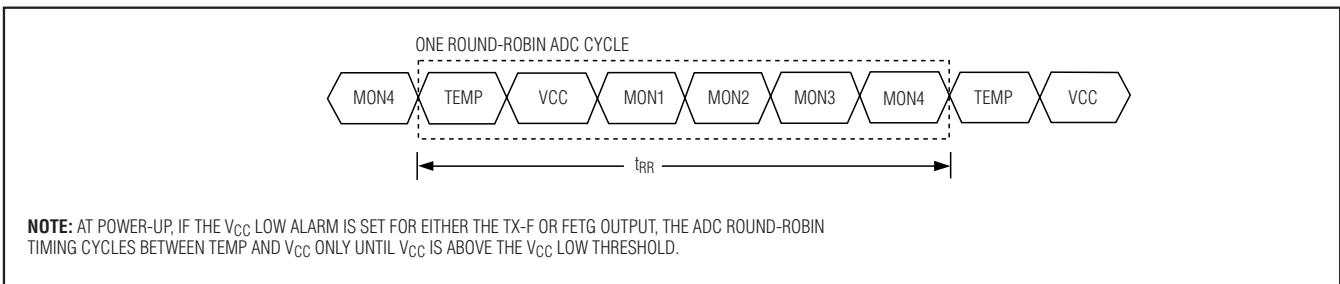 ONE ROUND-ROBIN ADC CYCLE
MON4 TEMP VCC MON1 MON2 MON3 MON4 TEMP VCC
tRR
NOTE: AT POWER-UP, IF THE VCC LOW ALARM IS SET FOR EITHER THE TX-F OR FETG OUTPUT, THE ADC ROUND-ROBIN
TIMING CYCLES BETWEEN TEMP AND VCC ONLY UNTIL VCC IS ABOVE THE VCC LOW THRESHOLD.